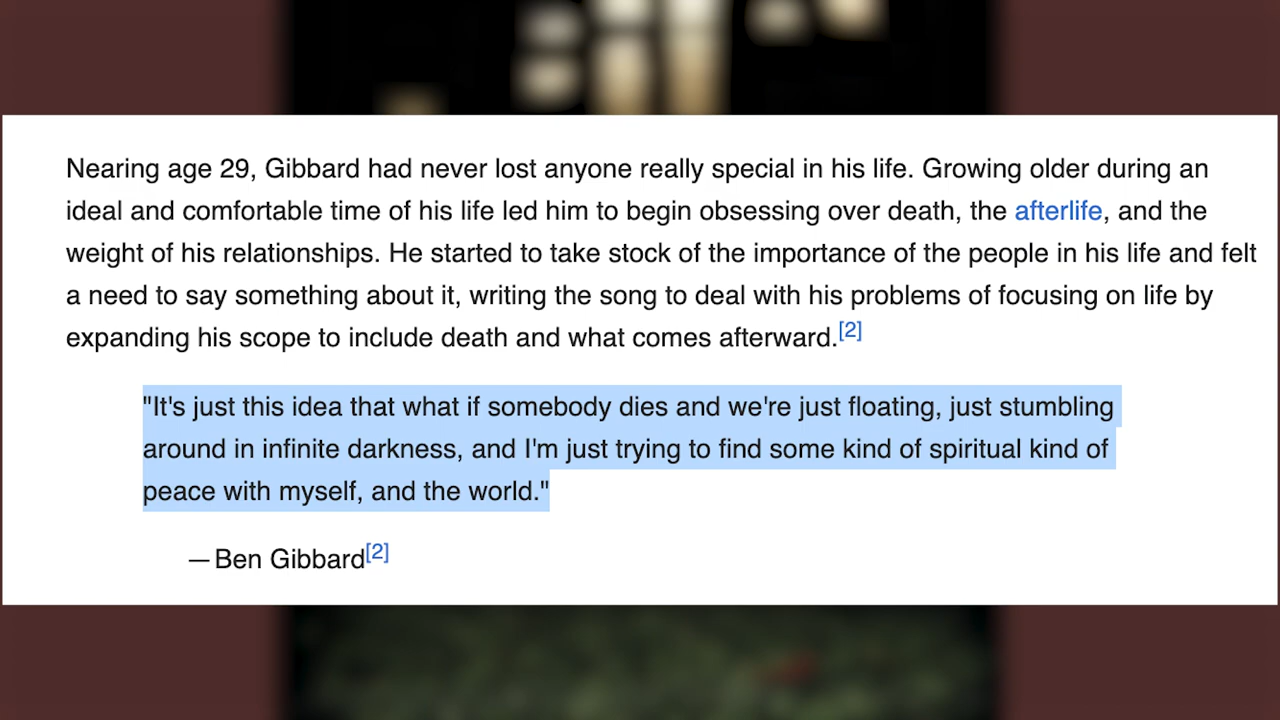 Nearing age 29, Gibbard had never lost anyone really special in his life. Growing older during an
ideal and comfortable time of his life led him to begin obsessing over death, the afterlife, and the
weight of his relationships. He started to take stock of the importance of the people in his life and felt
a need to say something about it, writing the song to deal with his problems of focusing on life by
expanding his scope to include death and what comes afterward.[2]
"It's just this idea that what if somebody dies and we're just floating, just stumbling
around in infinite darkness, and I'm just trying to find some kind of spiritual kind of
peace with myself, and the world."
— Ben Gibbard[2]